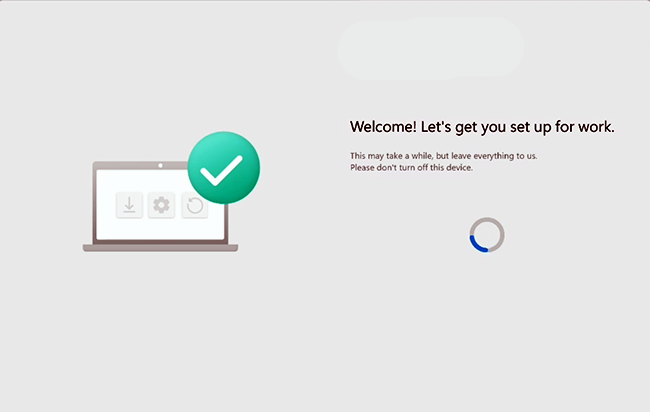 Welcome! Let's get you set up for work.
This may take a while, but leave everything to us.
Please don't turn off this device.